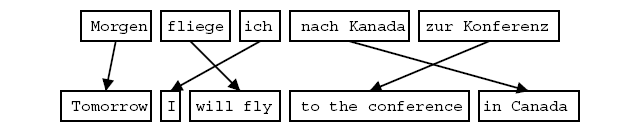 Morgen fliege ich nach Kanada zur Konferenz
Tomorrow I will fly to the conference in Canada